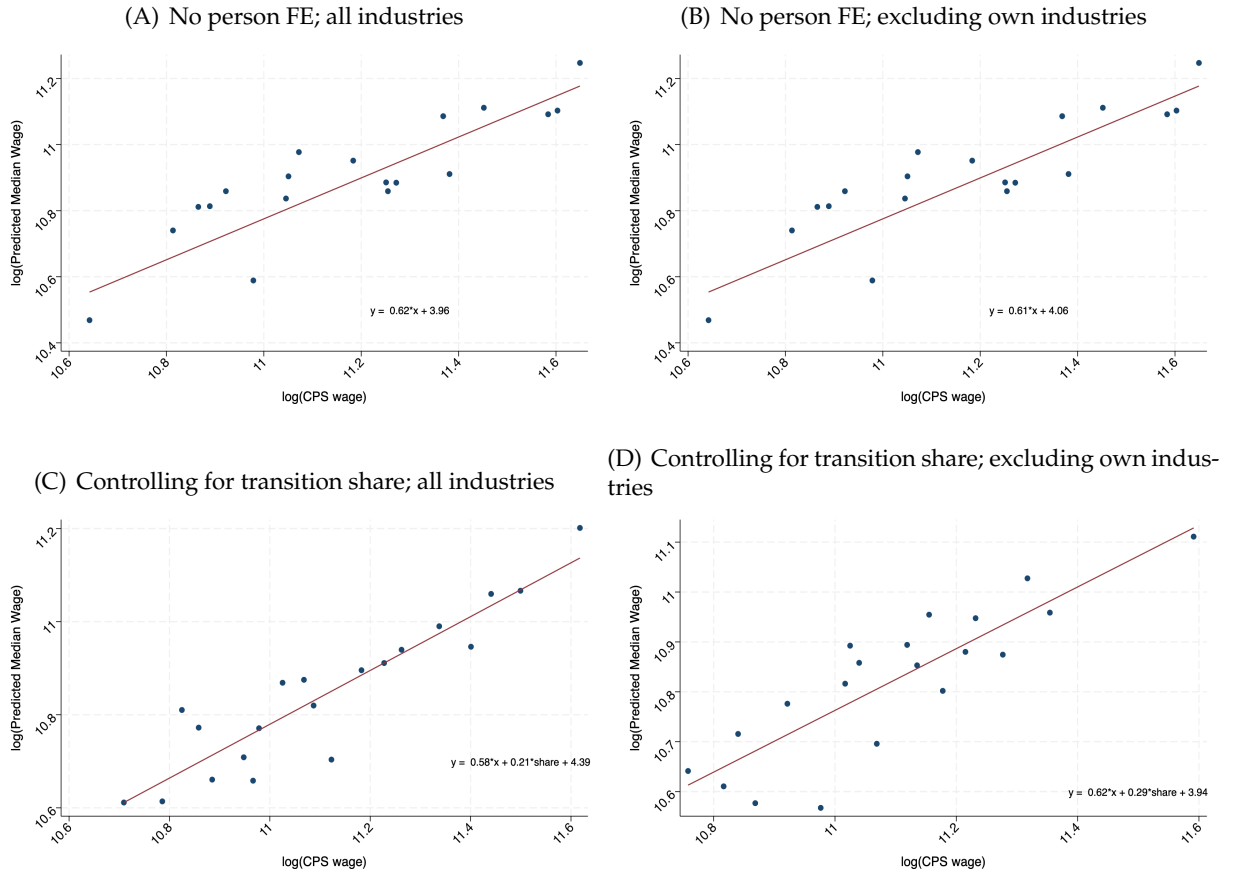 (A) No person FE; all industries
(B) No person FE; excluding own industries
log(Predicted Median Wage)
11.2
11
10.8
10.6
10.4
y = 0.62*x + 3.96
10.6
10.8
11
11.2
11.4
11.6
log(CPS wage)
log(Predicted Median Wage)
11.2
11
10.8
10.6
10.4
y = 0.61*x + 4.06
10.6
10.8
11
11.2
11.4
11.6
log(CPS wage)
(C) Controlling for transition share; all industries
(D) Controlling for transition share; excluding own indus-
tries
log(Predicted Median Wage)
11.2
11
10.8
10.6
y = 0.58*x + 0.21*share + 4.39
10.6
10.8
11
11.2
11.4
11.6
log(CPS wage)
log(Predicted Median Wage)
11.1
11
10.9
10.8
10.7
10.6
y = 0.62*x + 0.29*share + 3.94
10.8
11
11.2
11.4
11.6
log(CPS wage)